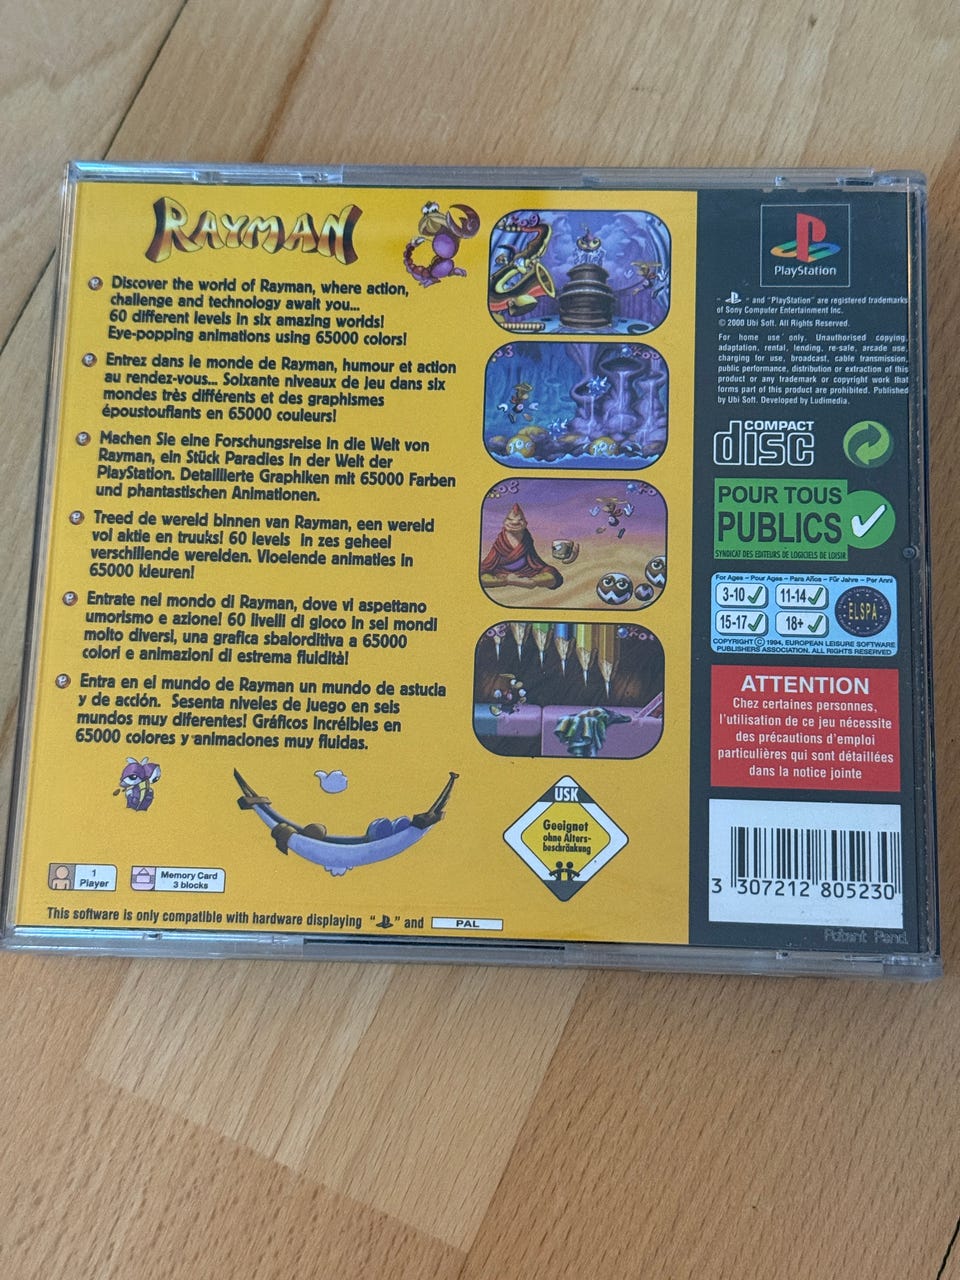 RAYMAN
Discover the world of Rayman, where action,
challenge and technology await you...
60 different levels in six amazing worlds!
Eye-popping animations using 65000 colors!
Entrez dans le monde de Rayman, humour et action
au rendez-vous... Soixante niveaux de jeu dans six
mondes très différents et des graphismes
époustouflants en 65000 couleurs!
Machen Sie eine Forschungsreise in die Welt von
Rayman, ein Stück Paradies in der Welt der
PlayStation. Detaillierte Graphiken mit 65000 Farben
und phantastischen Animationen.
Treed de wereld binnen van Rayman, een wereld
vol aktie en truuks! 60 levels in zes geheel
verschillende werelden. Vloeiende animaties in
65000 kleuren!
Entrate nel mondo di Rayman, dove vi aspettano
umorismo e azione! 60 livelli di gioco in sei mondi
molto diversi, una grafica sbalorditiva a 65000
colori e animazioni di estrema fluidità!
Entra en el mundo de Rayman un mundo de astucia
y de acción. Sesenta niveles de juego en seis
mundos muy diferentes! Gráficos increíbles en
65000 colores y animaciones muy fluidas.
1
Player
Memory Card
3 blocks
This software is only compatible with hardware displaying " " and PAL
USK
Geeignet
ohne Alters-
beschränkung
PlayStation
" " and "PlayStation" are registered trademarks
of Sony Computer Entertainment Inc.
© 2000 Ubi Soft. All Rights Reserved.
For home use only. Unauthorised copying,
adaptation, rental, lending, re-sale, arcade use,
charging for use, broadcast, cable transmission,
public performance, distribution or extraction of this
product or any trademark or copyright work that
forms part of this product are prohibited. Published
by Ubi Soft. Developed by Ludimedia.
COMPACT
disc
POUR TOUS
PUBLICS
SYNDICAT DES EDITEURS DE LOGICIELS DE LOISIR
For Ages – Pour Ages – Para Años – Für Jahre – Per Anni
3-10 11-14
15-17 18+
ELSPA
COPYRIGHT © 1994, EUROPEAN LEISURE SOFTWARE
PUBLISHERS ASSOCIATION. ALL RIGHTS RESERVED
ATTENTION
Chez certaines personnes,
l'utilisation de ce jeu nécessite
des précautions d'emploi
particulières qui sont détaillées
dans la notice jointe
3 307212 805230
Patent Pend.